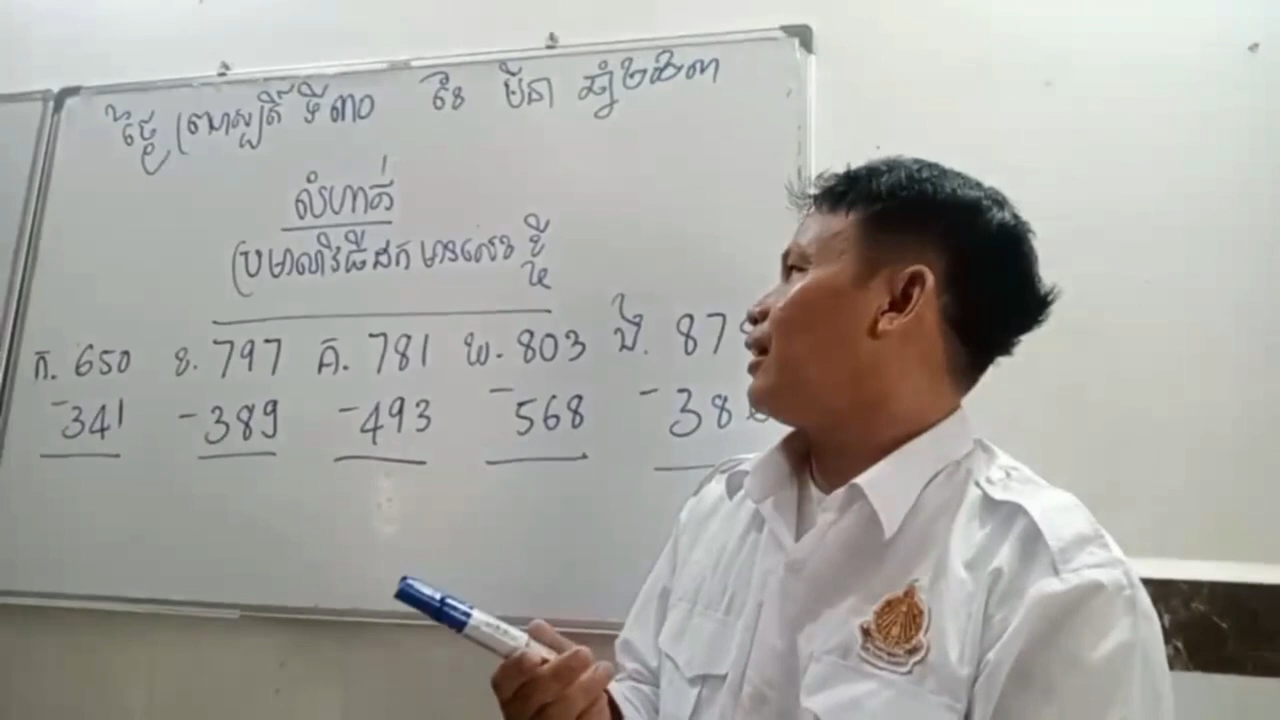 ថ្ងៃ ព្រហស្បតិ៍ ទី៣០ ខែ មីនា ឆ្នាំ២០២៣
លំហាត់
ប្រមាណវិធីដក មានលេខ ខ្ចី
ក. 650 ខ. 797 គ. 781 ឃ. 803 ង. 87
-341 -389 -493 -568 -38